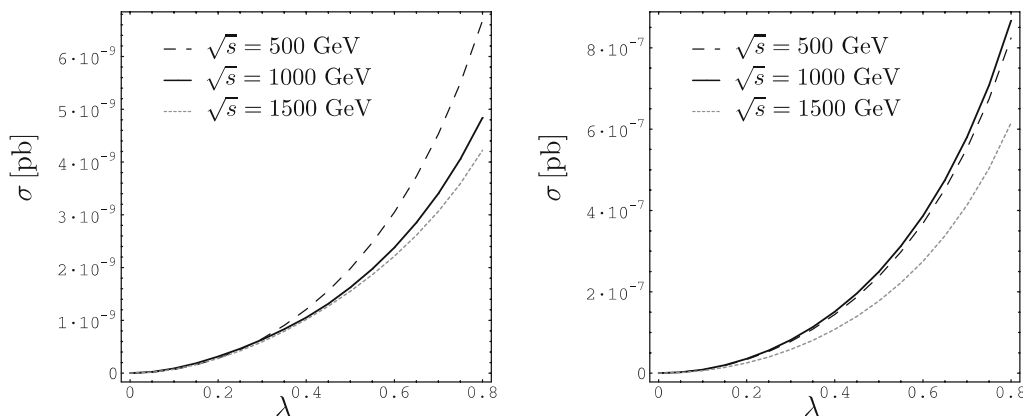 √s = 500 GeV
√s = 1000 GeV
√s = 1500 GeV
σ [pb]
6·10⁻⁹
5·10⁻⁹
4·10⁻⁹
3·10⁻⁹
2·10⁻⁹
1·10⁻⁹
0
0 0.2 0.4 0.6 0.8
λ
√s = 500 GeV
√s = 1000 GeV
√s = 1500 GeV
σ [pb]
8·10⁻⁷
6·10⁻⁷
4·10⁻⁷
2·10⁻⁷
0
0 0.2 0.4 0.6 0.8
λ